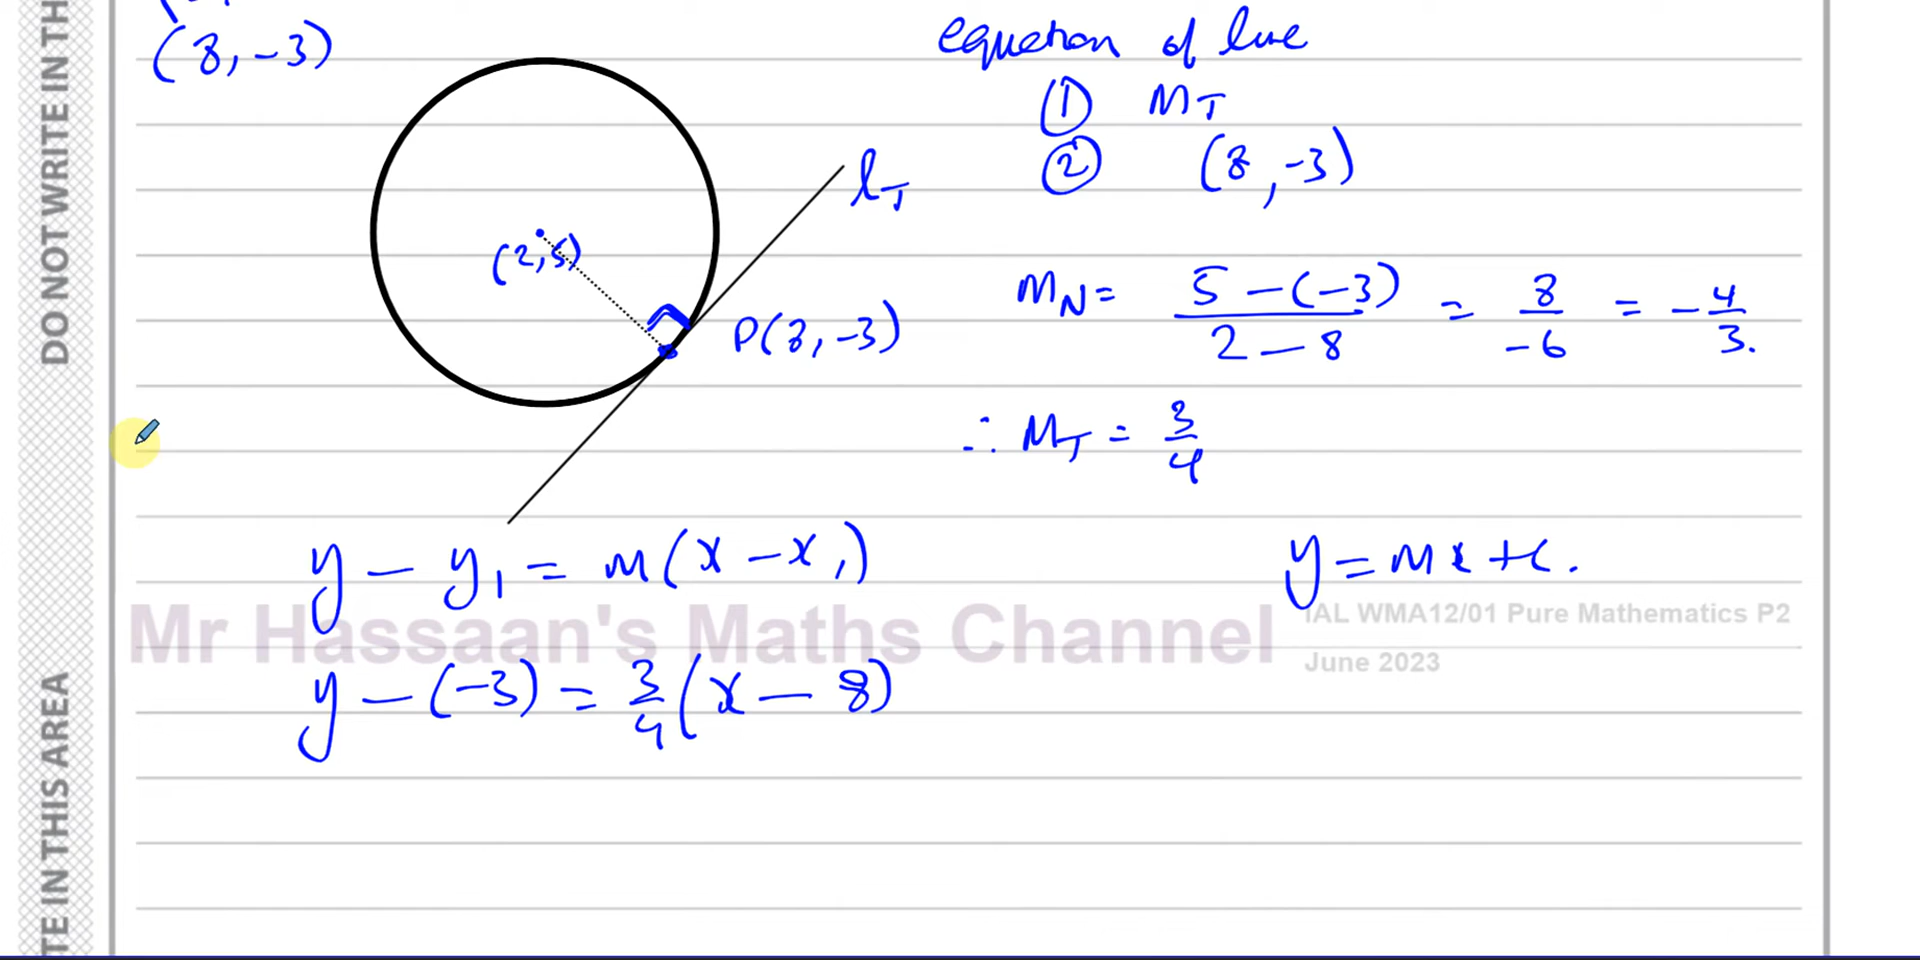 (8, -3)
equation of line
① M_T
② (8, -3)
l_T
(2,5)
P(8, -3)
M_N = 5 - (-3) / 2 - 8 = 8 / -6 = - 4/3.
∴ M_T = 3/4
y - y₁ = m(x - x₁)
y = mx + c.
y - (-3) = 3/4 (x - 8)
Mr Hassaan's Maths Channel
IAL WMA12/01 Pure Mathematics P2
June 2023
DO NOT WRITE IN TH
TE IN THIS AREA